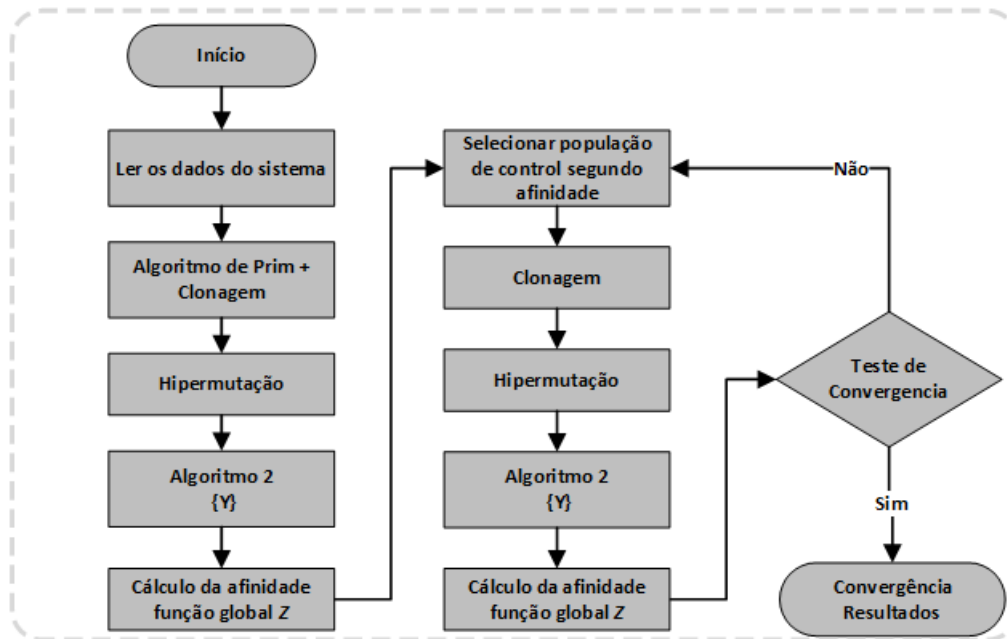 Início
Ler os dados do sistema
Algoritmo de Prim +
Clonagem
Hipermutação
Algoritmo 2
{Y}
Cálculo da afinidade
função global Z
Selecionar população
de control segundo
afinidade
Clonagem
Hipermutação
Algoritmo 2
{Y}
Cálculo da afinidade
função global Z
Não
Teste de
Convergencia
Sim
Convergência
Resultados